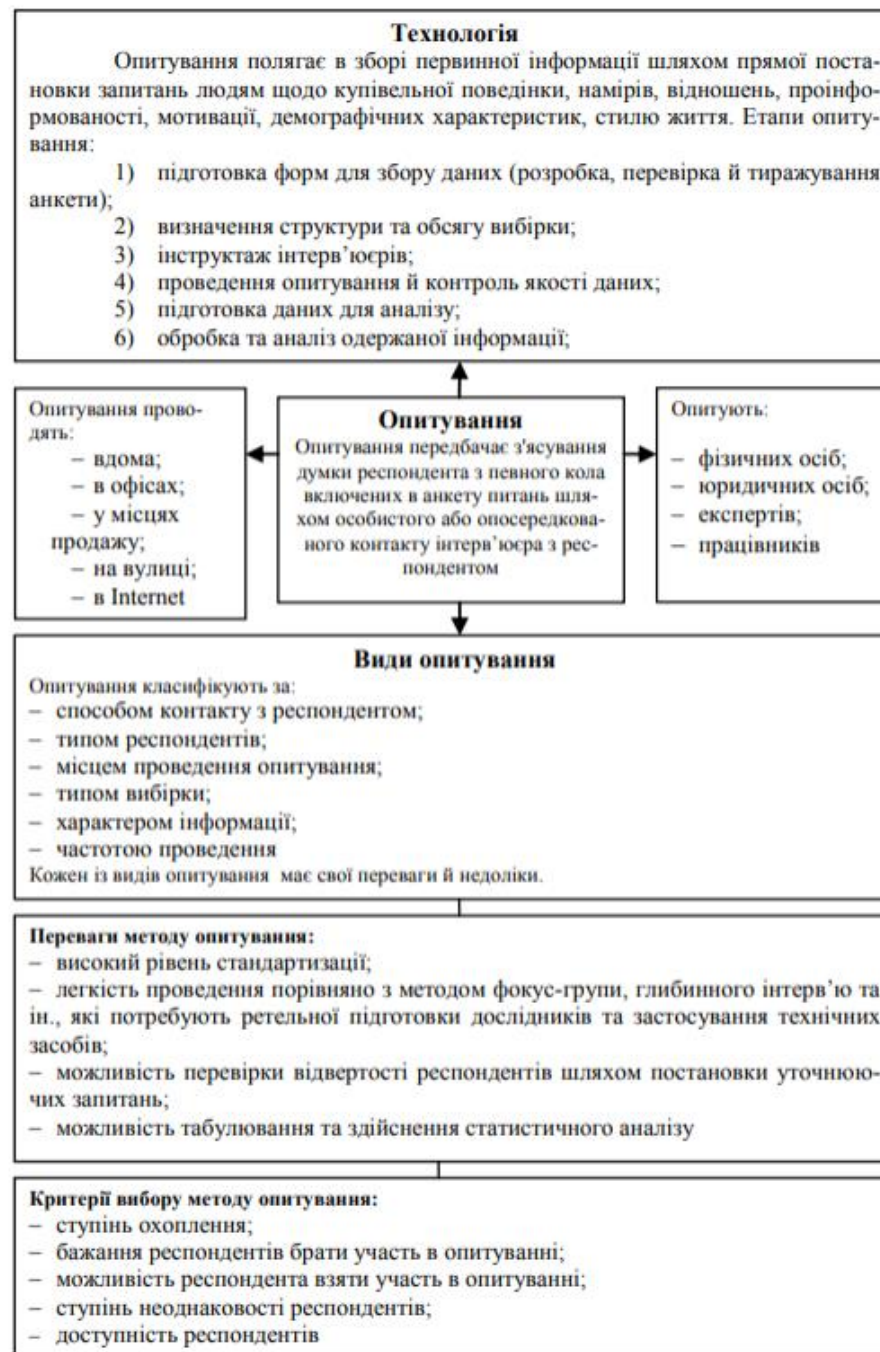 Технологія
Опитування полягає в зборі первинної інформації шляхом прямої поста-
новки запитань людям щодо купівельної поведінки, намірів, відношень, проінфо-
рмованості, мотивації, демографічних характеристик, стилю життя. Етапи опиту-
вання:
1) підготовка форм для збору даних (розробка, перевірка й тиражування
анкети);
2) визначення структури та обсягу вибірки;
3) інструктаж інтерв’юєрів;
4) проведення опитування й контроль якості даних;
5) підготовка даних для аналізу;
6) обробка та аналіз одержаної інформації;
Опитування прово-
дять:
– вдома;
– в офісах;
– у місцях
продажу;
– на вулиці;
– в Internet
Опитування
Опитування передбачає з'ясування
думки респондента з певного кола
включених в анкету питань шля-
хом особистого або опосередкова-
ного контакту інтерв’юєра з рес-
пондентом
Опитують:
– фізичних осіб;
– юридичних осіб;
– експертів;
– працівників
Види опитування
Опитування класифікують за:
– способом контакту з респондентом;
– типом респондентів;
– місцем проведення опитування;
– типом вибірки;
– характером інформації;
– частотою проведення
Кожен із видів опитування має свої переваги й недоліки.
Переваги методу опитування:
– високий рівень стандартизації;
– легкість проведення порівняно з методом фокус-групи, глибинного інтерв’ю та
ін., які потребують ретельної підготовки дослідників та застосування технічних
засобів;
– можливість перевірки відвертості респондентів шляхом постановки уточнюю-
чих запитань;
– можливість табулювання та здійснення статистичного аналізу
Критерії вибору методу опитування:
– ступінь охоплення;
– бажання респондентів брати участь в опитуванні;
– можливість респондента взяти участь в опитуванні;
– ступінь неоднаковості респондентів;
– доступність респондентів